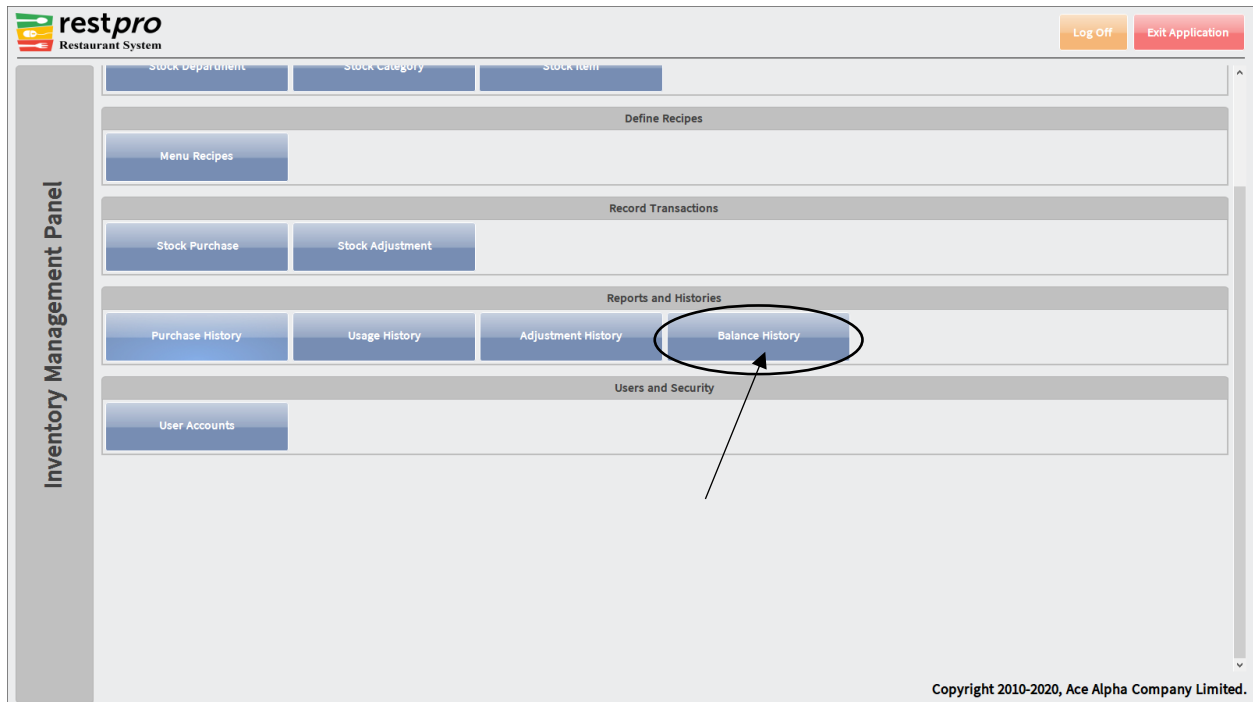 restpro
Restaurant System
Log Off
Exit Application
Inventory Management Panel
Stock Department
Stock Category
Stock Item
Define Recipes
Menu Recipes
Record Transactions
Stock Purchase
Stock Adjustment
Reports and Histories
Purchase History
Usage History
Adjustment History
Balance History
Users and Security
User Accounts
Copyright 2010-2020, Ace Alpha Company Limited.